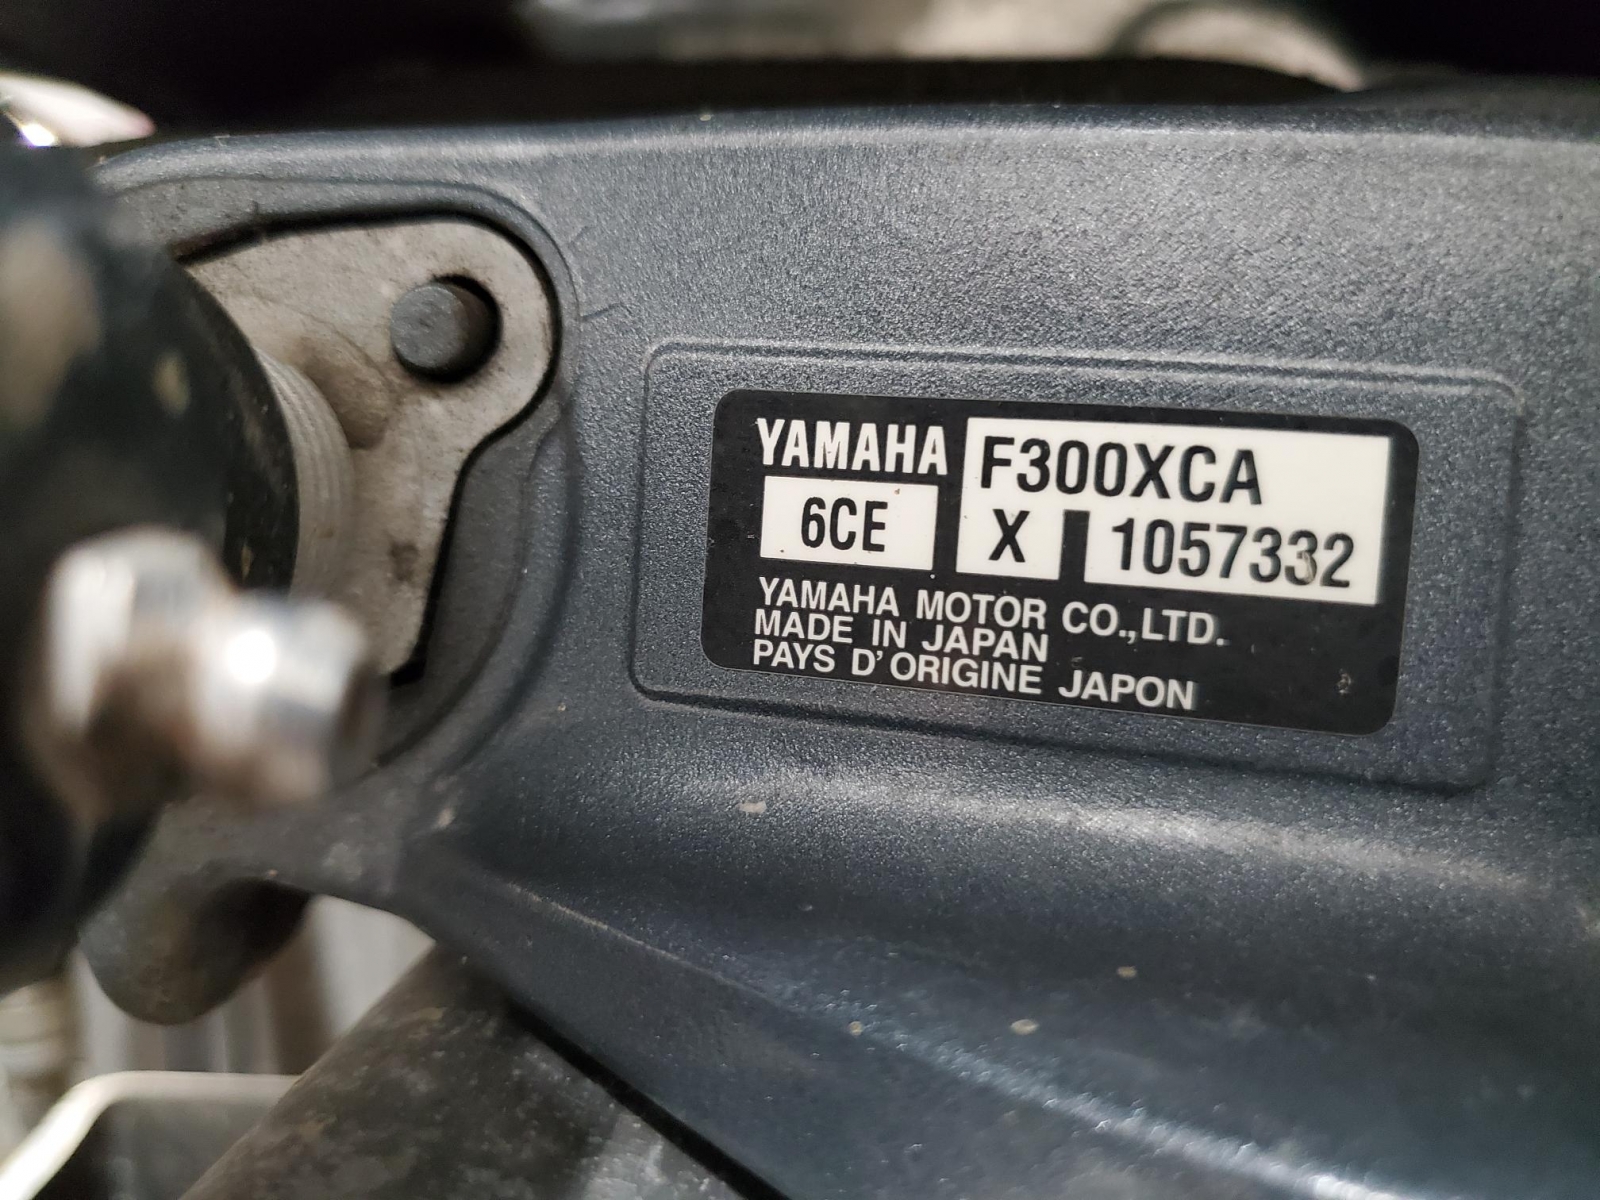 YAMAHA F300XCA
6CE X 1057332
YAMAHA MOTOR CO.,LTD.
MADE IN JAPAN
PAYS D'ORIGINE JAPON